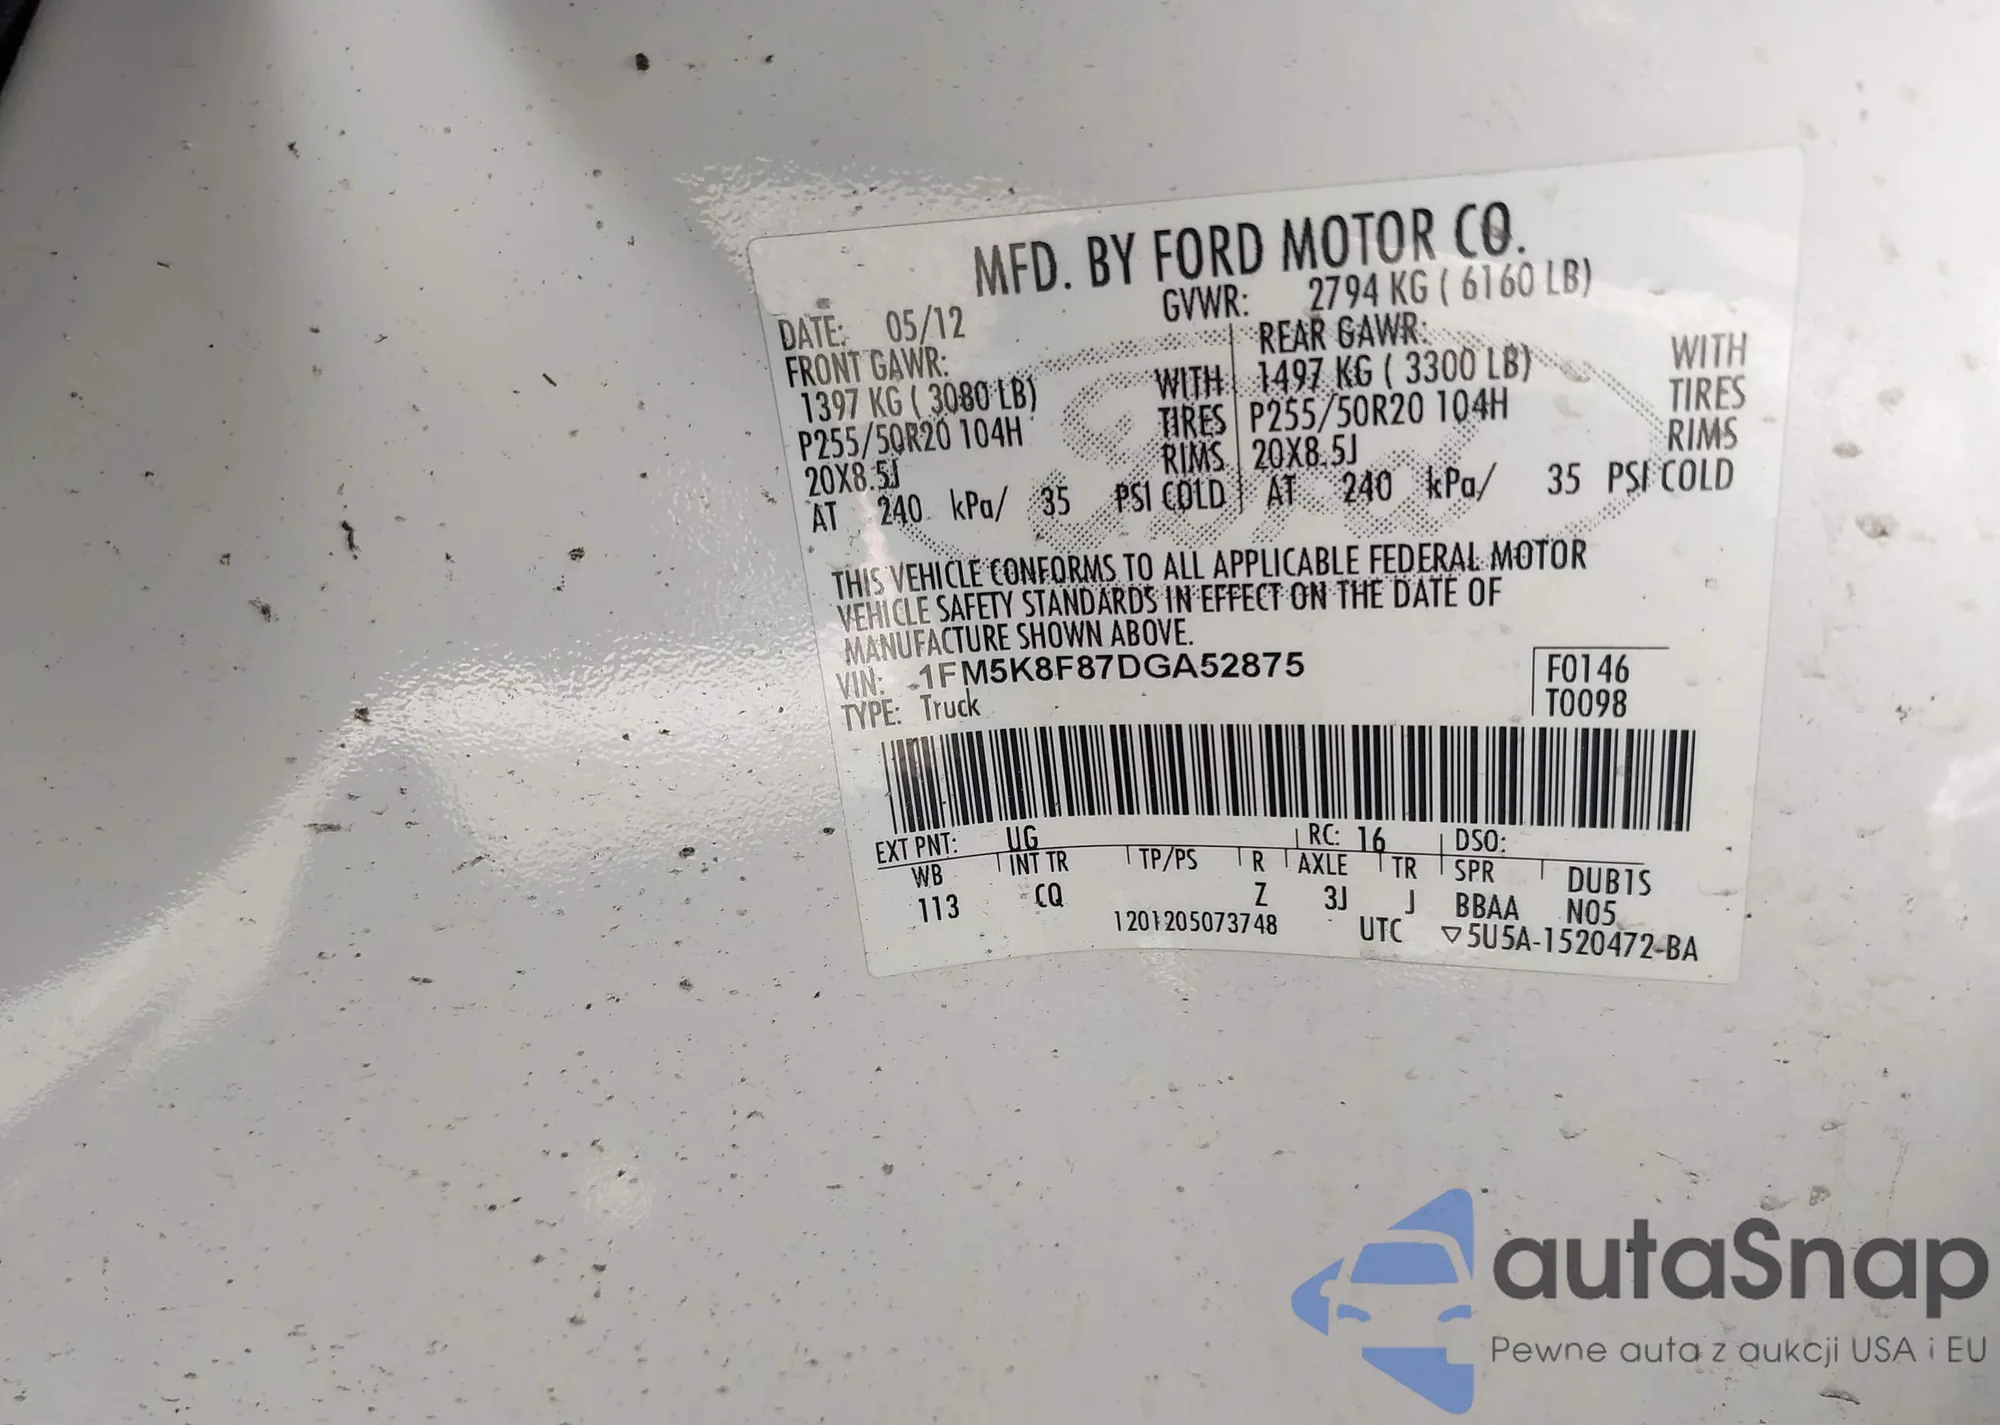 MFD. BY FORD MOTOR CO.
DATE: 05/12
GVWR: 2794 KG ( 6160 LB)
FRONT GAWR:
1397 KG ( 3080 LB) WITH
P255/50R20 104H TIRES
20X8.5J RIMS
AT 240 kPa/ 35 PSI COLD
REAR GAWR:
1497 KG ( 3300 LB) WITH
P255/50R20 104H TIRES
20X8.5J RIMS
AT 240 kPa/ 35 PSI COLD
THIS VEHICLE CONFORMS TO ALL APPLICABLE FEDERAL MOTOR
VEHICLE SAFETY STANDARDS IN EFFECT ON THE DATE OF
MANUFACTURE SHOWN ABOVE.
VIN: 1FM5K8F87DGA52875
TYPE: Truck
F0146
T0098
EXT PNT: UG RC: 16 DSO:
WB INT TR TP/PS R AXLE TR SPR DUB1S
113 CQ Z 3J J BBAA N05
1201205073748 UTC ▽5U5A-1520472-BA
autaSnap
Pewne auta z aukcji USA i EU